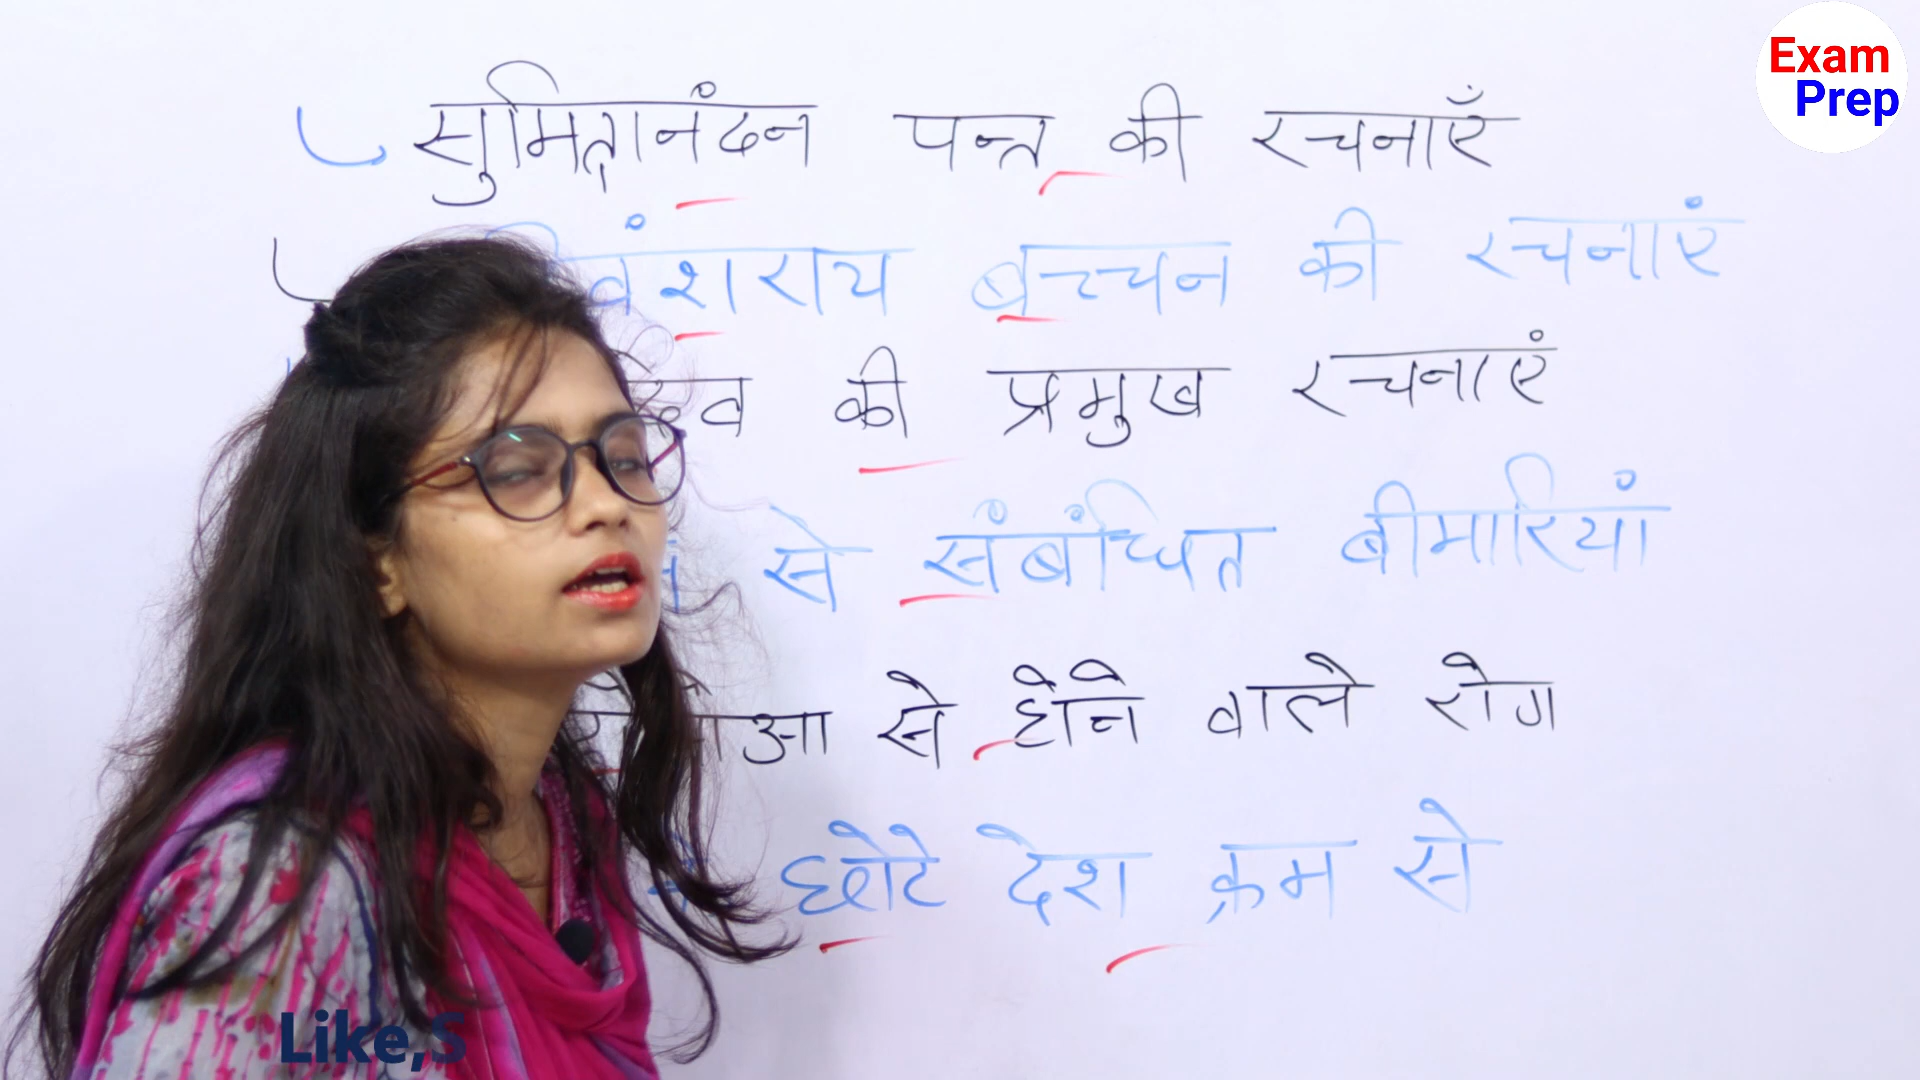 सुमित्रानंदन पन्त की रचनाएँ
वंशराय बच्चन की रचनाएं
की प्रमुख रचनाएं
से संबंधित बीमारियां
से होने वाले रोग
छोटे देश क्रम से
Exam
Prep
Like,S